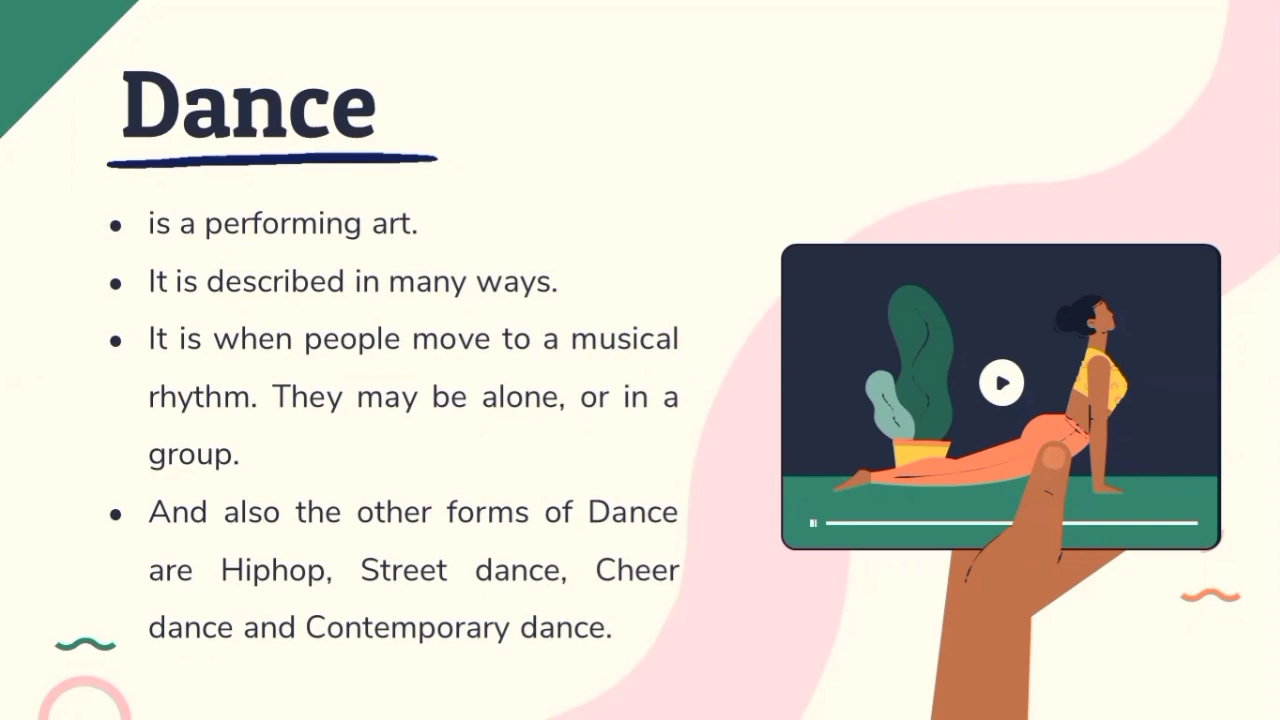 Dance
• is a performing art.
• It is described in many ways.
• It is when people move to a musical
rhythm. They may be alone, or in a
group.
• And also the other forms of Dance
are Hiphop, Street dance, Cheer
dance and Contemporary dance.